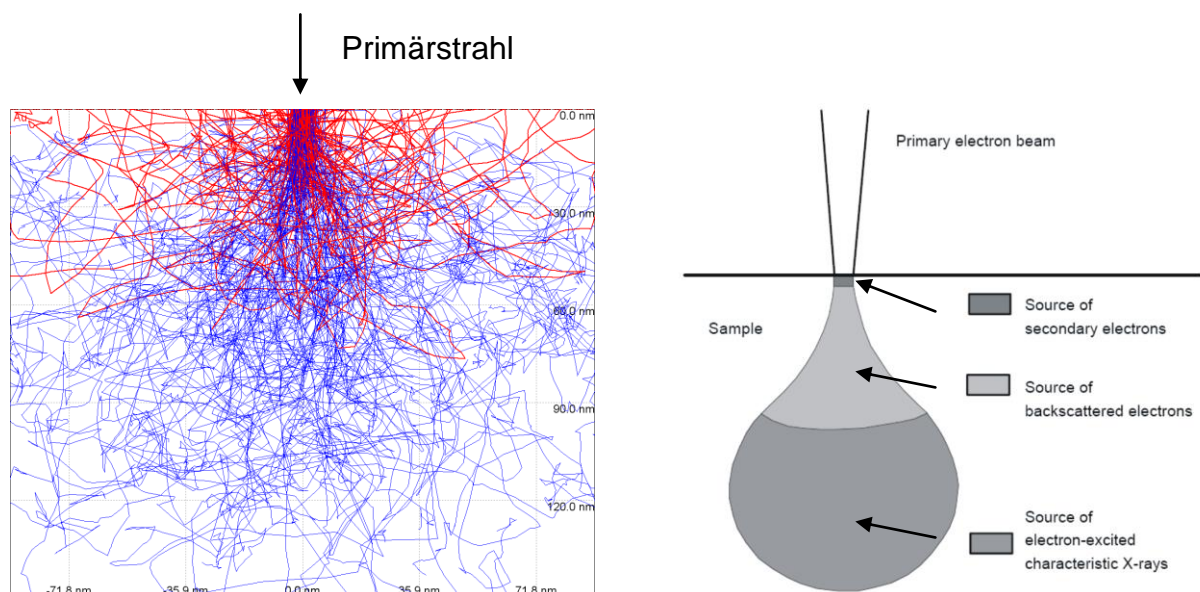 Primärstrahl
Au
0.0 nm
30.0 nm
60.0 nm
90.0 nm
120.0 nm
-71.8 nm
-35.9 nm
0.0 nm
35.9 nm
71.8 nm
Primary electron beam
Sample
Source of
secondary electrons
Source of
backscattered electrons
Source of
electron-excited
characteristic X-rays